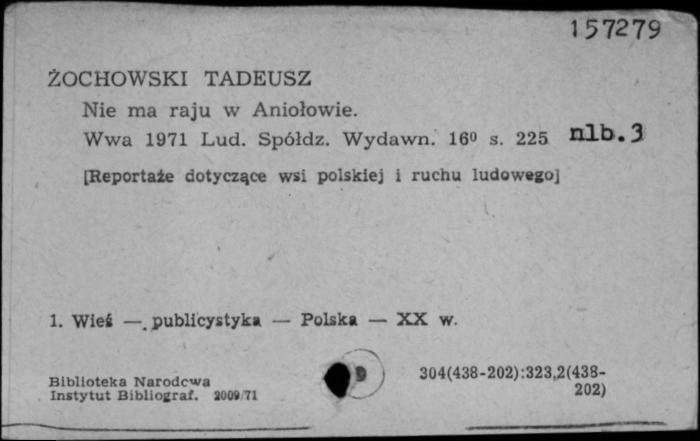 157279
ŻOCHOWSKI TADEUSZ
Nie ma raju w Aniołowie.
Wwa 1971 Lud. Spółdz. Wydawn. 16⁰ s. 225 nlb. 3
[Reportaże dotyczące wsi polskiej i ruchu ludowego]
1. Wieś — publicystyka — Polska — XX w.
Biblioteka Narodowa
Instytut Bibliograf. 2009/71
304(438-202):323.2(438-
202)